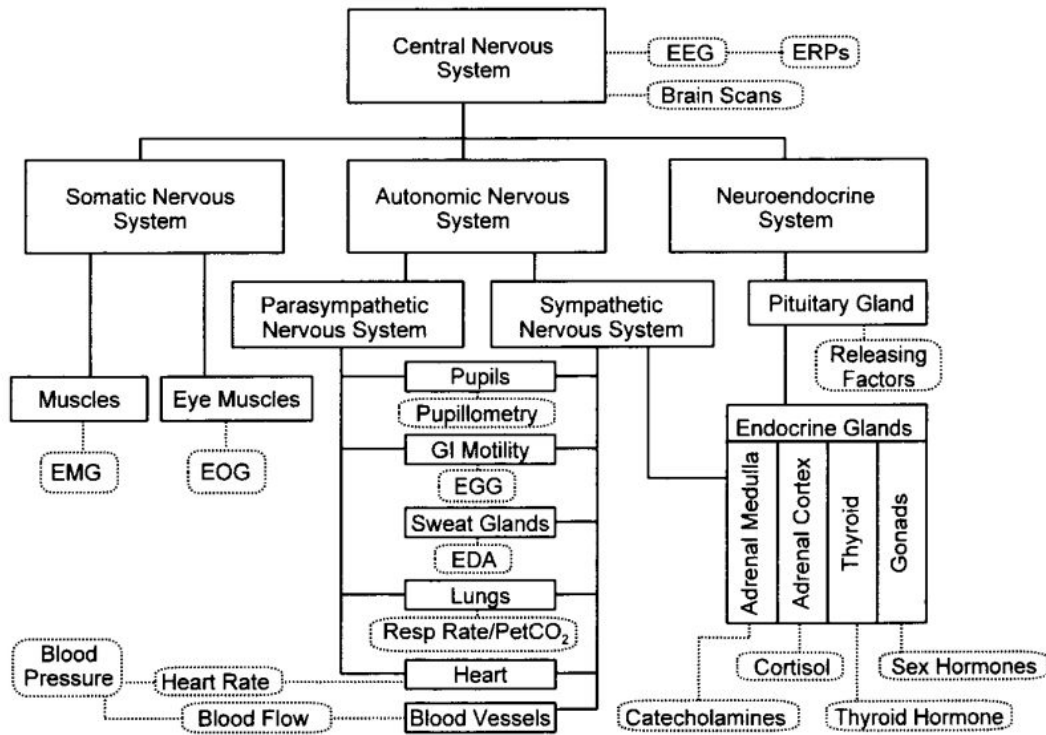 Central Nervous
System
EEG
ERPs
Brain Scans
Somatic Nervous
System
Autonomic Nervous
System
Neuroendocrine
System
Parasympathetic
Nervous System
Sympathetic
Nervous System
Pituitary Gland
Releasing
Factors
Muscles
Eye Muscles
EMG
EOG
Pupils
Pupillometry
GI Motility
EGG
Sweat Glands
EDA
Lungs
Resp Rate/PetCO₂
Heart
Blood Vessels
Blood
Pressure
Heart Rate
Blood Flow
Endocrine Glands
Adrenal Medulla
Adrenal Cortex
Thyroid
Gonads
Cortisol
Sex Hormones
Catecholamines
Thyroid Hormone